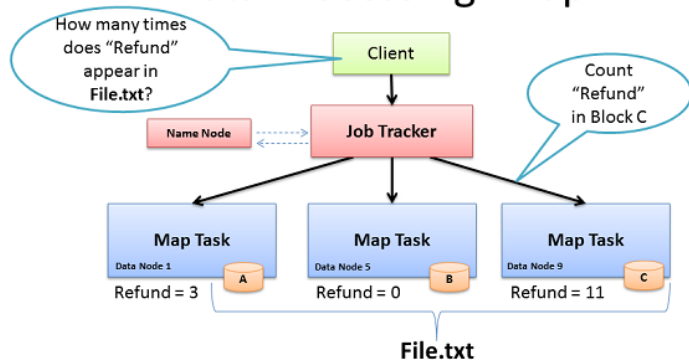 How many times
does “Refund”
appear in
File.txt?
Client
Count
“Refund”
in Block C
Name Node
Job Tracker
Map Task
Data Node 1
A
Map Task
Data Node 5
B
Map Task
Data Node 9
C
Refund = 3
Refund = 0
Refund = 11
File.txt